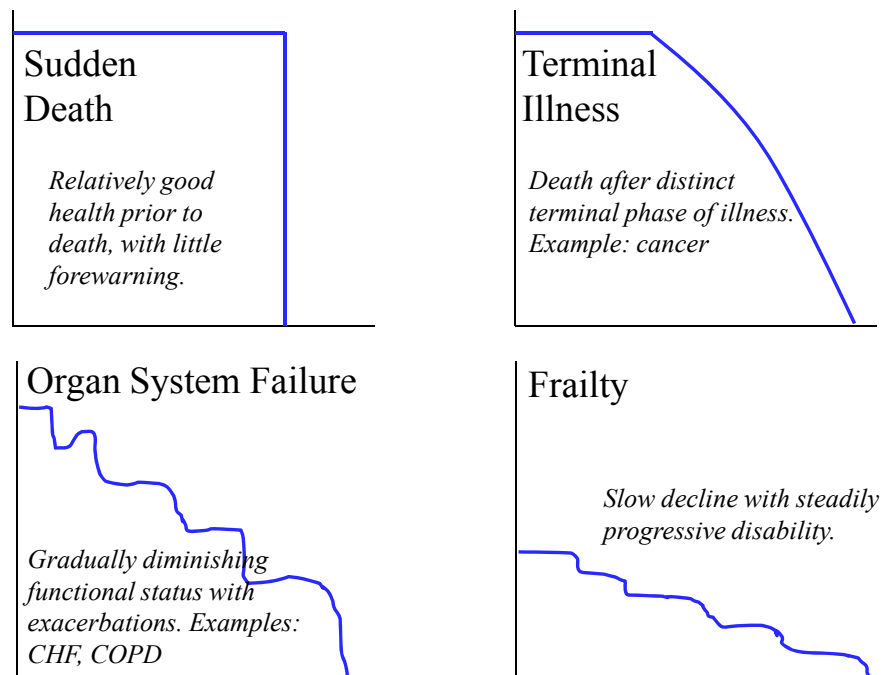 Sudden
Death
Relatively good
health prior to
death, with little
forewarning.
Terminal
Illness
Death after distinct
terminal phase of illness.
Example: cancer
Organ System Failure
Gradually diminishing
functional status with
exacerbations. Examples:
CHF, COPD
Frailty
Slow decline with steadily
progressive disability.